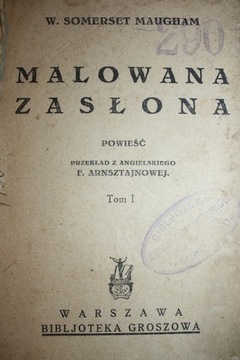 W. SOMERSET MAUGHAM
290
MALOWANA
ZASŁONA
POWIEŚĆ
PRZEKŁAD Z ANGIELSKIEGO
F. ARNSZTAJNOWEJ.
Tom I
WARSZAWA
BIBLJOTEKA GROSZOWA